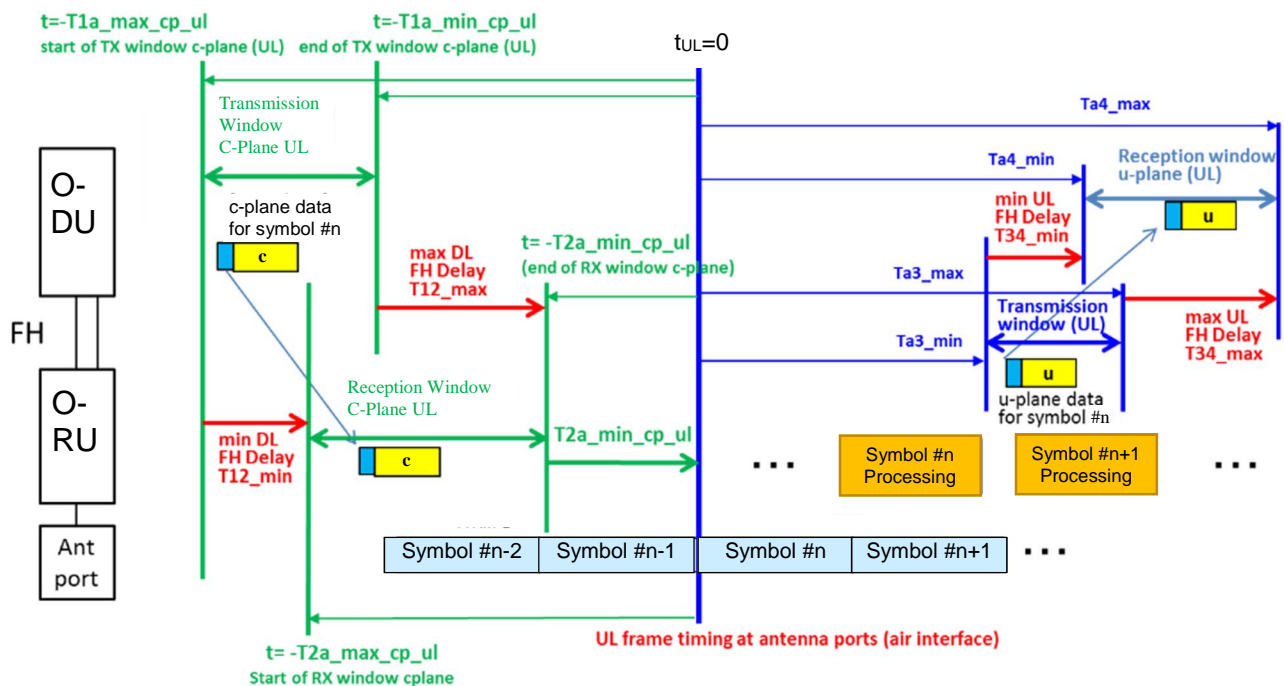 t=-T1a_max_cp_ul
start of TX window c-plane (UL)
t=-T1a_min_cp_ul
end of TX window c-plane (UL)
tUL=0
Transmission
Window
C-Plane UL
Ta4_max
Ta4_min
Reception window
u-plane (UL)
O-
DU
c-plane data
for symbol #n
c
min UL
FH Delay
T34_min
u
max DL
FH Delay
T12_max
t= -T2a_min_cp_ul
(end of RX window c-plane)
Ta3_max
Transmission
window (UL)
max UL
FH Delay
T34_max
FH
Ta3_min
u
u-plane data
for symbol #n
O-
RU
Reception Window
C-Plane UL
min DL
FH Delay
T12_min
c
T2a_min_cp_ul
...
Symbol #n
Processing
Symbol #n+1
Processing
...
Ant
port
Symbol #n-2
Symbol #n-1
Symbol #n
Symbol #n+1
...
UL frame timing at antenna ports (air interface)
t= -T2a_max_cp_ul
Start of RX window cplane